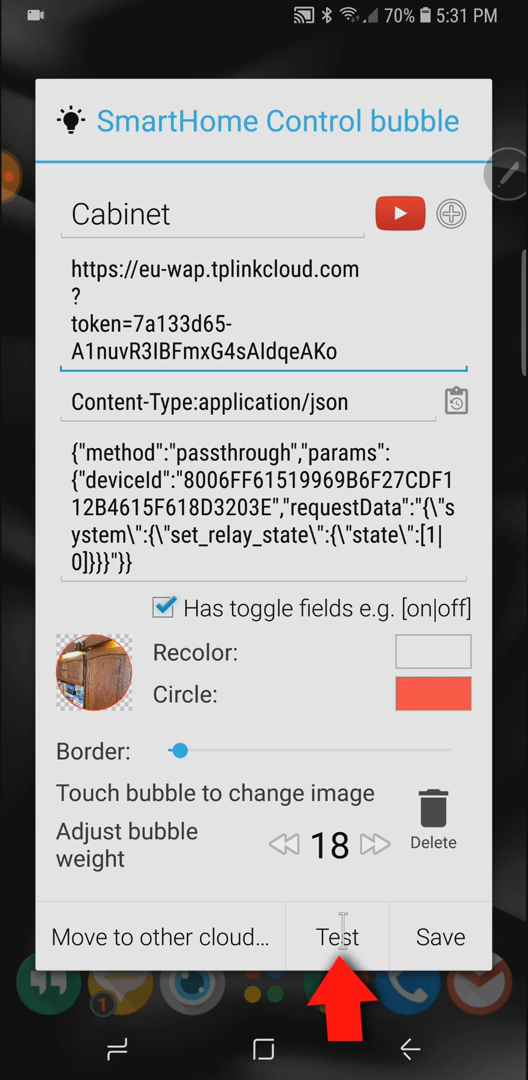 70% 5:31 PM
SmartHome Control bubble
Cabinet
https://eu-wap.tplinkcloud.com
?
token=7a133d65-
A1nuvR3IBFmxG4sAIdqeAKo
Content-Type:application/json
{"method":"passthrough","params":
{"deviceId":"8006FF61519969B6F27CDF1
12B4615F618D3203E","requestData":"{\"s
ystem\":{\"set_relay_state\":{\"state\":[1|
0]}}}"}}
Has toggle fields e.g. [on|off]
Recolor:
Circle:
Border:
Touch bubble to change image
Adjust bubble
weight
18
Delete
Move to other cloud...
Test
Save
1